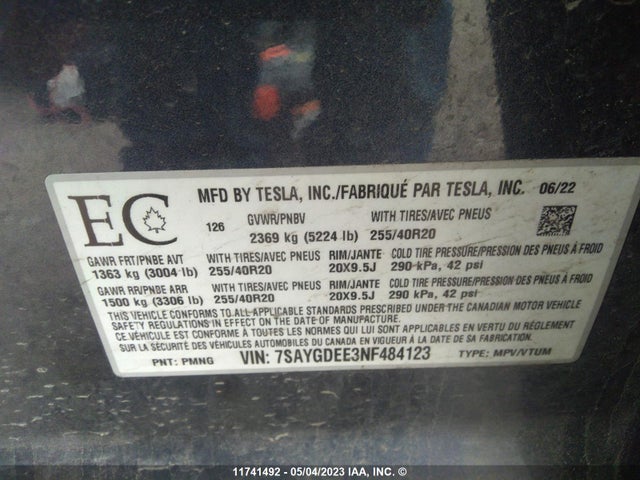 EC
MFD BY TESLA, INC./FABRIQUÉ PAR TESLA, INC. 06/22
126 GVWR/PNBV WITH TIRES/AVEC PNEUS
2369 kg (5224 lb) 255/40R20
GAWR FRT/PNBE AVT WITH TIRES/AVEC PNEUS RIM/JANTE COLD TIRE PRESSURE/PRESSION DES PNEUS À FROID
1363 kg (3004 lb) 255/40R20 20X9.5J 290 kPa, 42 psi
GAWR RR/PNBE ARR WITH TIRES/AVEC PNEUS RIM/JANTE COLD TIRE PRESSURE/PRESSION DES PNEUS À FROID
1500 kg (3306 lb) 255/40R20 20X9.5J 290 kPa, 42 psi
THIS VEHICLE CONFORMS TO ALL APPLICABLE STANDARDS PRESCRIBED UNDER THE CANADIAN MOTOR VEHICLE
SAFETY REGULATIONS IN EFFECT ON THE DATE OF MANUFACTURE.
CE VÉHICULE EST CONFORME À TOUTES LES NORMES QUI LUI SONT APPLICABLES EN VERTU DU RÈGLEMENT
SUR LA SÉCURITÉ DES VÉHICULES AUTOMOBILES DU CANADA EN VIGUEUR À LA DATE DE SA FABRICATION.
PNT: PMNG VIN: 7SAYGDEE3NF484123 TYPE: MPV/VTUM
11741492 - 05/04/2023 IAA, INC. ©